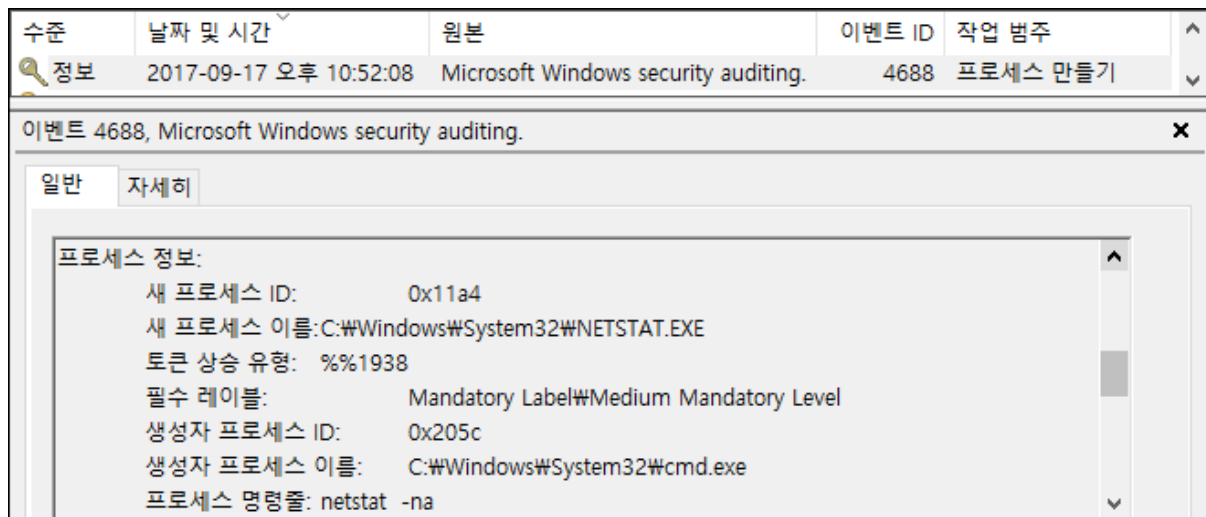 수준 날짜 및 시간 원본 이벤트 ID 작업 범주
정보 2017-09-17 오후 10:52:08 Microsoft Windows security auditing. 4688 프로세스 만들기
이벤트 4688, Microsoft Windows security auditing.
일반 자세히
프로세스 정보:
새 프로세스 ID: 0x11a4
새 프로세스 이름:C:₩Windows₩System32₩NETSTAT.EXE
토큰 상승 유형: %%1938
필수 레이블: Mandatory Label₩Medium Mandatory Level
생성자 프로세스 ID: 0x205c
생성자 프로세스 이름: C:₩Windows₩System32₩cmd.exe
프로세스 명령줄: netstat -na